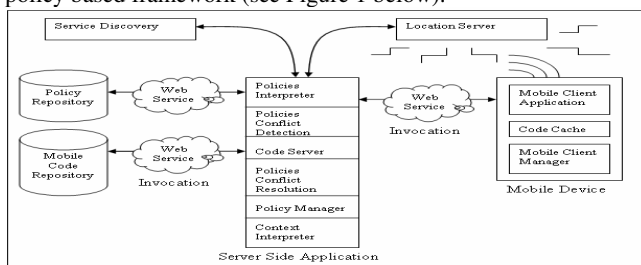 policy based framework (see Figure 1 below).
Service Discovery
Location Server
Policy
Repository
Web
Service
Policies
Interpreter
Web
Service
Mobile Client
Application
Policies
Conflict
Detection
Invocation
Code Cache
Mobile
Code
Repository
Web
Service
Invocation
Code Server
Policies
Conflict
Resolution
Mobile Client
Manager
Mobile Device
Policy Manager
Context
Interpreter
Server Side Application